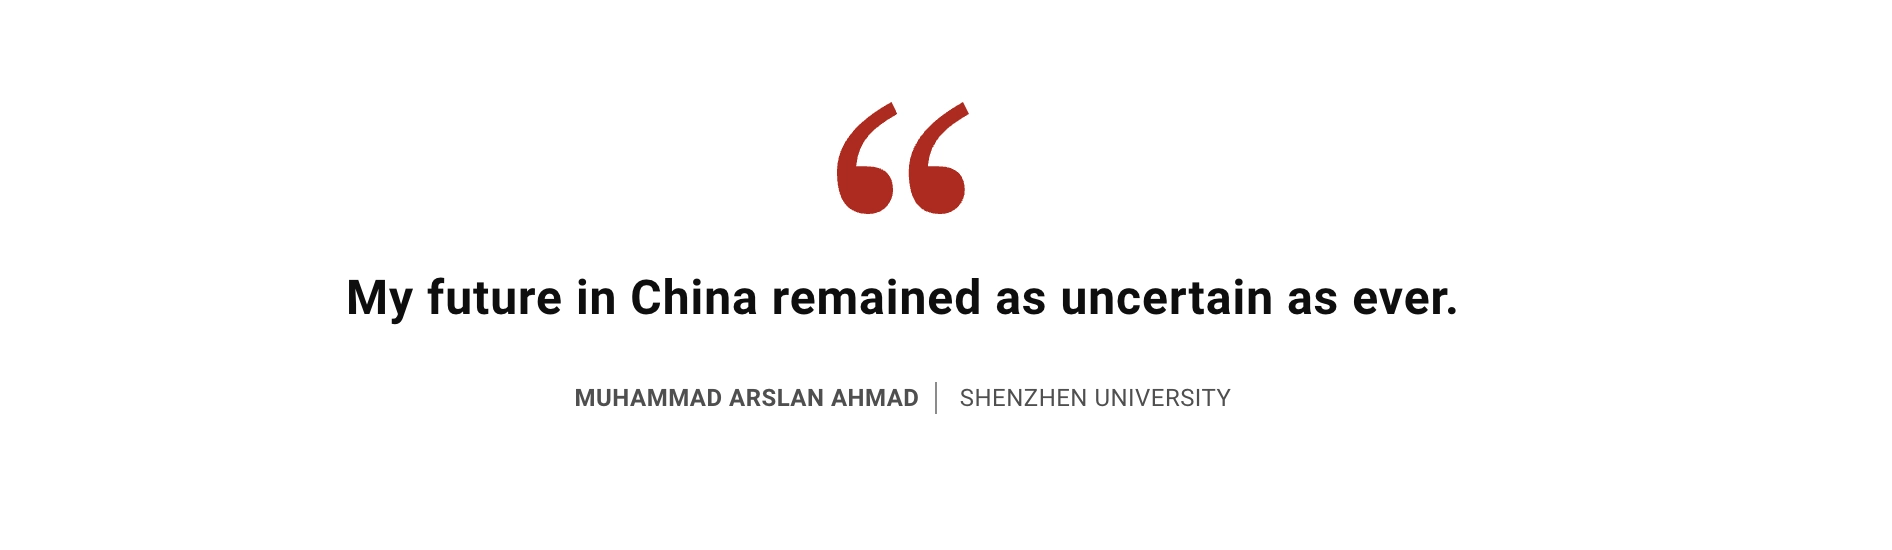 “
My future in China remained as uncertain as ever.
MUHAMMAD ARSLAN AHMAD | SHENZHEN UNIVERSITY